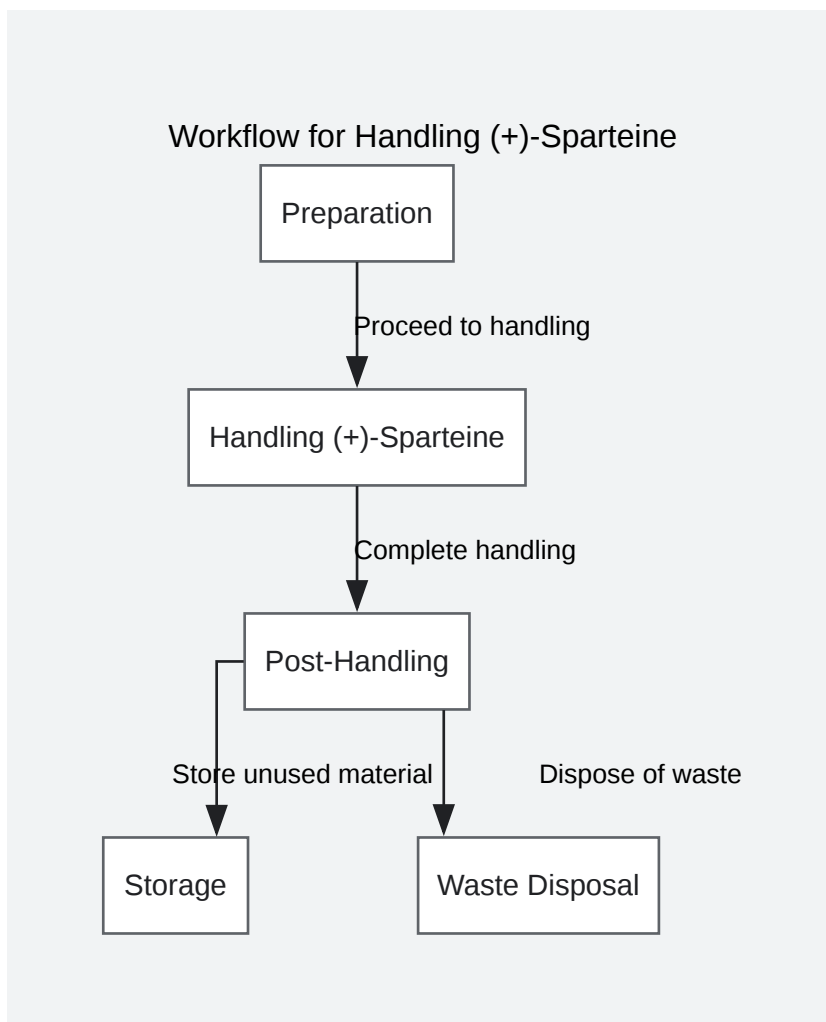 Workflow for Handling (+)-Sparteine
Preparation
Proceed to handling
Handling (+)-Sparteine
Complete handling
Post-Handling
Store unused material
Dispose of waste
Storage
Waste Disposal